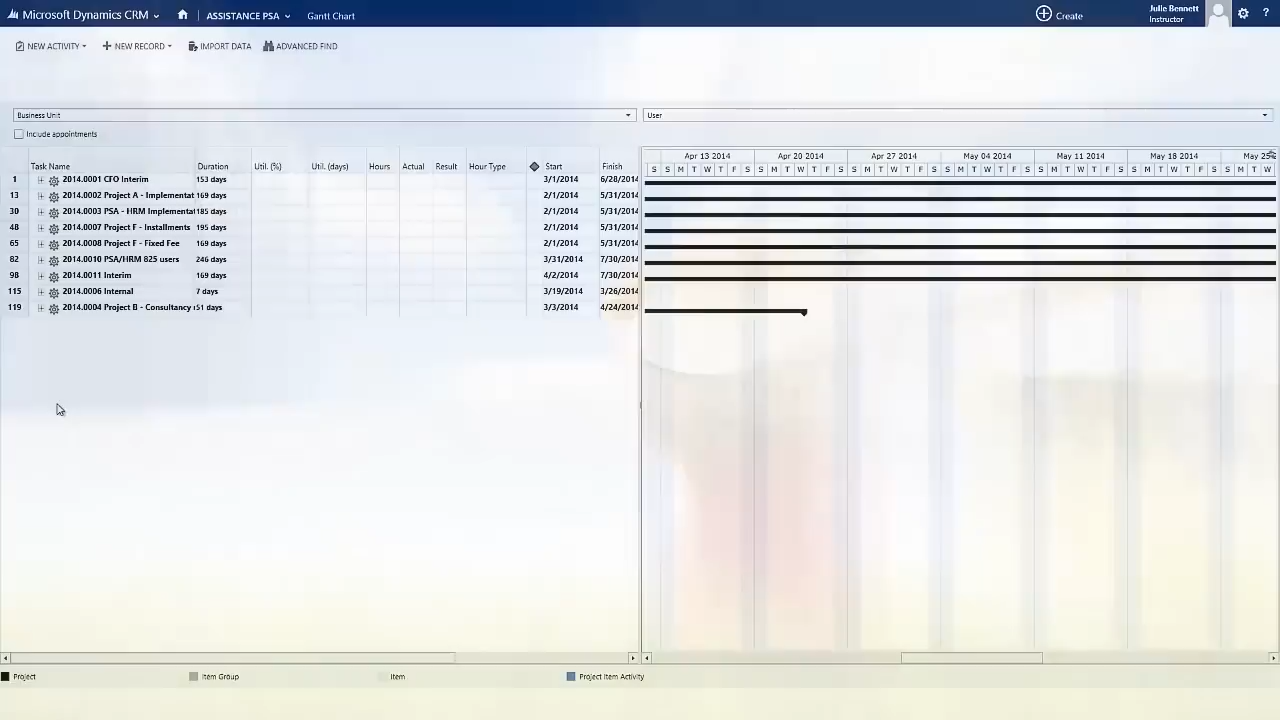 Microsoft Dynamics CRM ASSISTANCE PSA Gantt Chart Create Julie Bennett
Instructor ?
NEW ACTIVITY NEW RECORD IMPORT DATA ADVANCED FIND
Business Unit User
Include appointments
Apr 13 2014 Apr 20 2014 Apr 27 2014 May 04 2014 May 11 2014 May 18 2014 May 25
Task Name Duration Util. (%) Util. (days) Hours Actual Result Hour Type Start Finish
S S M T W T F S S M T W T F S S M T W T F S S M T W T F S S M T W T F S S M T W T F S S M T W
1 2014.0001 CFO Interim 153 days 6/28/2014
13 2014.0002 Project A - Implementat 169 days 2/1/2014 5/31/2014
30 2014.0003 PSA - HRM Implementat 185 days 2/1/2014 5/31/2014
48 2014.0007 Project F - Installments 195 days 2/1/2014 5/31/2014
65 2014.0008 Project F - Fixed Fee 169 days 2/1/2014 5/31/2014
82 2014.0010 PSA/HRM 825 users 246 days 3/31/2014 7/30/2014
98 2014.0011 Interim 169 days 4/2/2014 7/30/2014
115 2014.0006 Internal 7 days 3/19/2014 3/26/2014
119 2014.0004 Project B - Consultancy 51 days 3/3/2014 4/24/2014
Project Item Group Item Project Item Activity